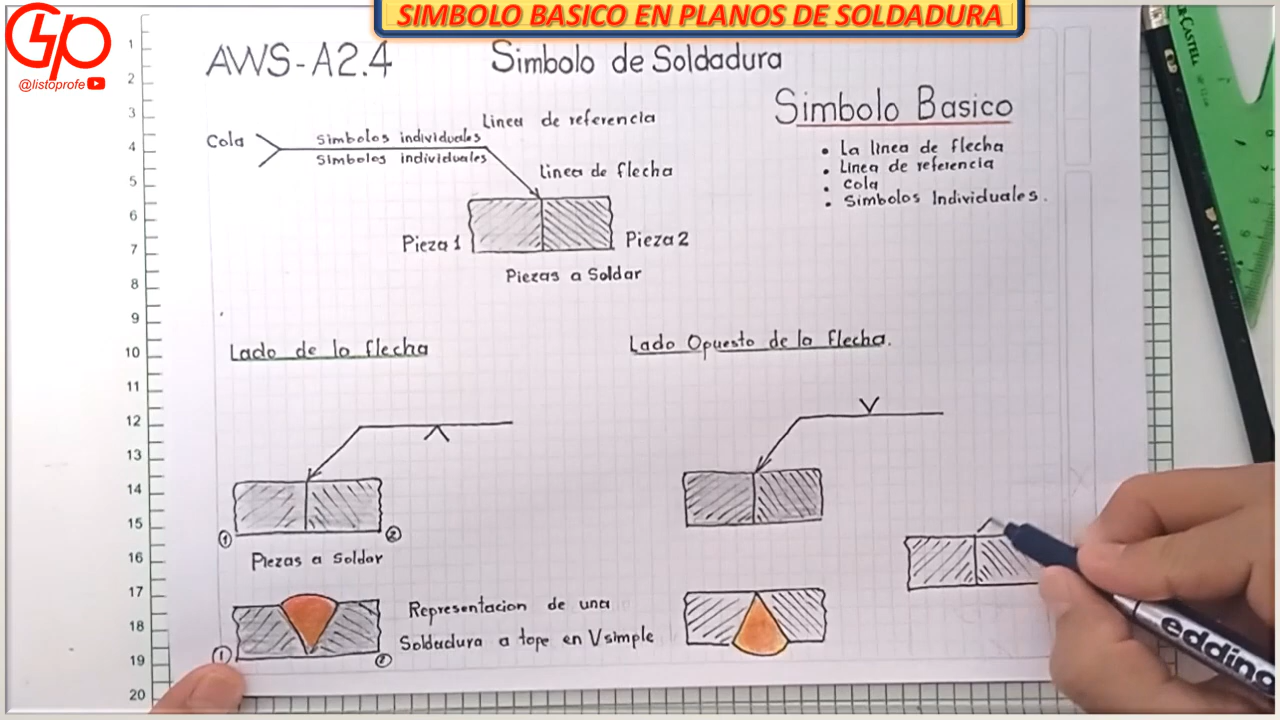 SIMBOLO BASICO EN PLANOS DE SOLDADURA
@listoprofe
AWS-A2.4
Simbolo de Soldadura
Simbolo Basico
• La linea de flecha
• Linea de referencia
• Cola
• Simbolos Individuales.
Linea de referencia
Cola
Simbolos individuales
Simbolos individuales
linea de flecha
Pieza 1
Pieza 2
Piezas a Soldar
Lado de la flecha
Lado Opuesto de la Flecha.
1
2
Piezas a Soldar
Representacion de una
Soldadura a tope en V simple
1
2
edding
1
2
3
4
5
6
7
8
9
10
11
12
13
14
15
16
17
18
19
20